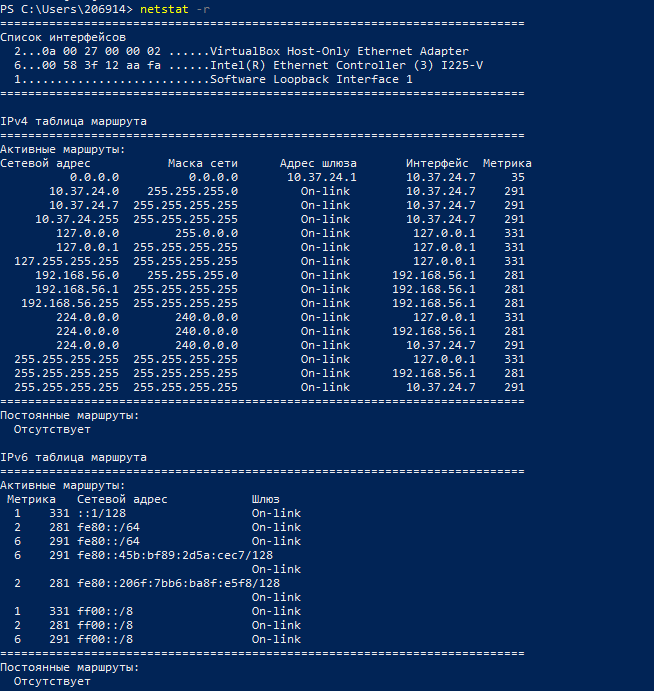 PS C:\Users\206914> netstat -r
===========================================================================
Список интерфейсов
  2...0a 00 27 00 00 02 ......VirtualBox Host-Only Ethernet Adapter
  6...00 58 3f 12 aa fa ......Intel(R) Ethernet Controller (3) I225-V
  1...........................Software Loopback Interface 1
===========================================================================

IPv4 таблица маршрута
===========================================================================
Активные маршруты:
Сетевой адрес           Маска сети      Адрес шлюза       Интерфейс  Метрика
          0.0.0.0          0.0.0.0       10.37.24.1       10.37.24.7     35
       10.37.24.0    255.255.255.0         On-link        10.37.24.7    291
       10.37.24.7  255.255.255.255         On-link        10.37.24.7    291
     10.37.24.255  255.255.255.255         On-link        10.37.24.7    291
        127.0.0.0        255.0.0.0         On-link         127.0.0.1    331
        127.0.0.1  255.255.255.255         On-link         127.0.0.1    331
  127.255.255.255  255.255.255.255         On-link         127.0.0.1    331
     192.168.56.0    255.255.255.0         On-link      192.168.56.1    281
     192.168.56.1  255.255.255.255         On-link      192.168.56.1    281
   192.168.56.255  255.255.255.255         On-link      192.168.56.1    281
        224.0.0.0        240.0.0.0         On-link         127.0.0.1    331
        224.0.0.0        240.0.0.0         On-link      192.168.56.1    281
        224.0.0.0        240.0.0.0         On-link        10.37.24.7    291
  255.255.255.255  255.255.255.255         On-link         127.0.0.1    331
  255.255.255.255  255.255.255.255         On-link      192.168.56.1    281
  255.255.255.255  255.255.255.255         On-link        10.37.24.7    291
===========================================================================
Постоянные маршруты:
  Отсутствует

IPv6 таблица маршрута
===========================================================================
Активные маршруты:
 Метрика   Сетевой адрес            Шлюз
  1    331 ::1/128                  On-link
  2    281 fe80::/64                On-link
  6    291 fe80::/64                On-link
  6    291 fe80::45b:bf89:2d5a:cec7/128
                                    On-link
  2    281 fe80::206f:7bb6:ba8f:e5f8/128
                                    On-link
  1    331 ff00::/8                 On-link
  2    281 ff00::/8                 On-link
  6    291 ff00::/8                 On-link
===========================================================================
Постоянные маршруты:
  Отсутствует